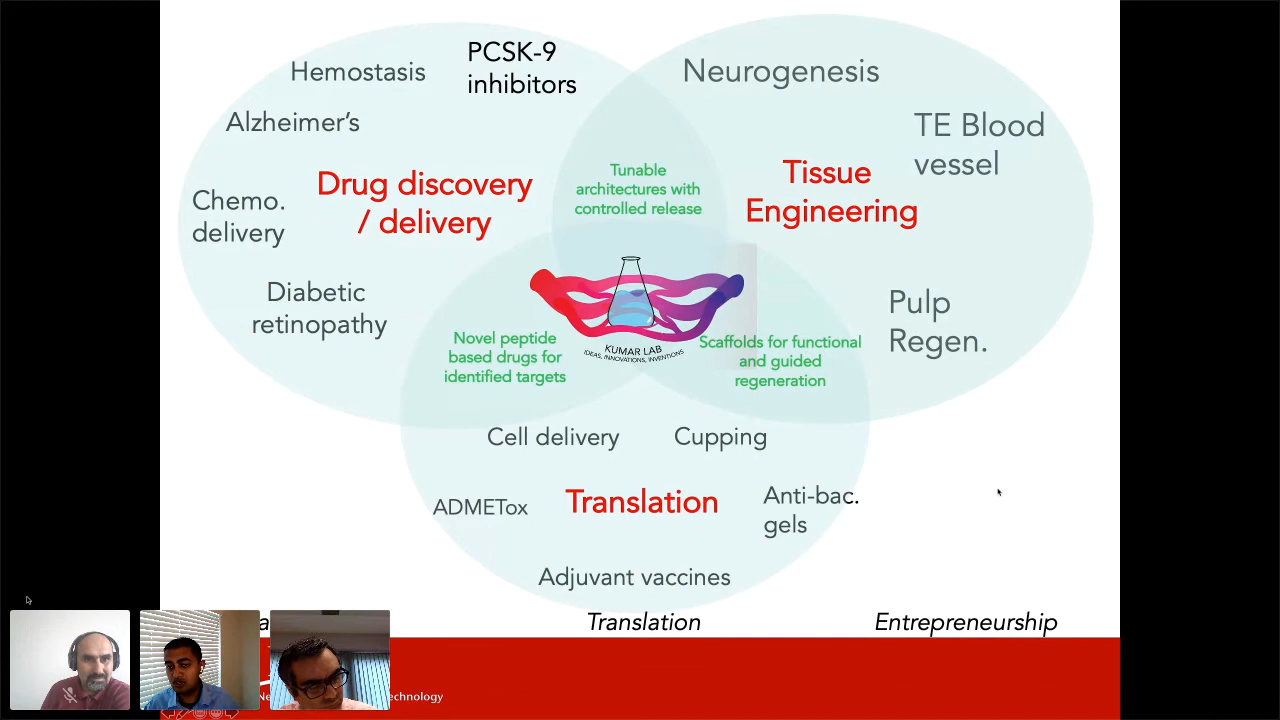 Hemostasis
PCSK-9
inhibitors
Neurogenesis
Alzheimer's
TE Blood
vessel
Drug discovery
/ delivery
Tunable
architectures with
controlled release
Tissue
Engineering
Chemo.
delivery
Diabetic
retinopathy
Pulp
Regen.
KUMAR LAB
IDEAS, INNOVATIONS, INVENTIONS
Novel peptide
based drugs for
identified targets
Scaffolds for functional
and guided
regeneration
Cell delivery
Cupping
ADMETox
Translation
Anti-bac.
gels
Adjuvant vaccines
Translation
Entrepreneurship